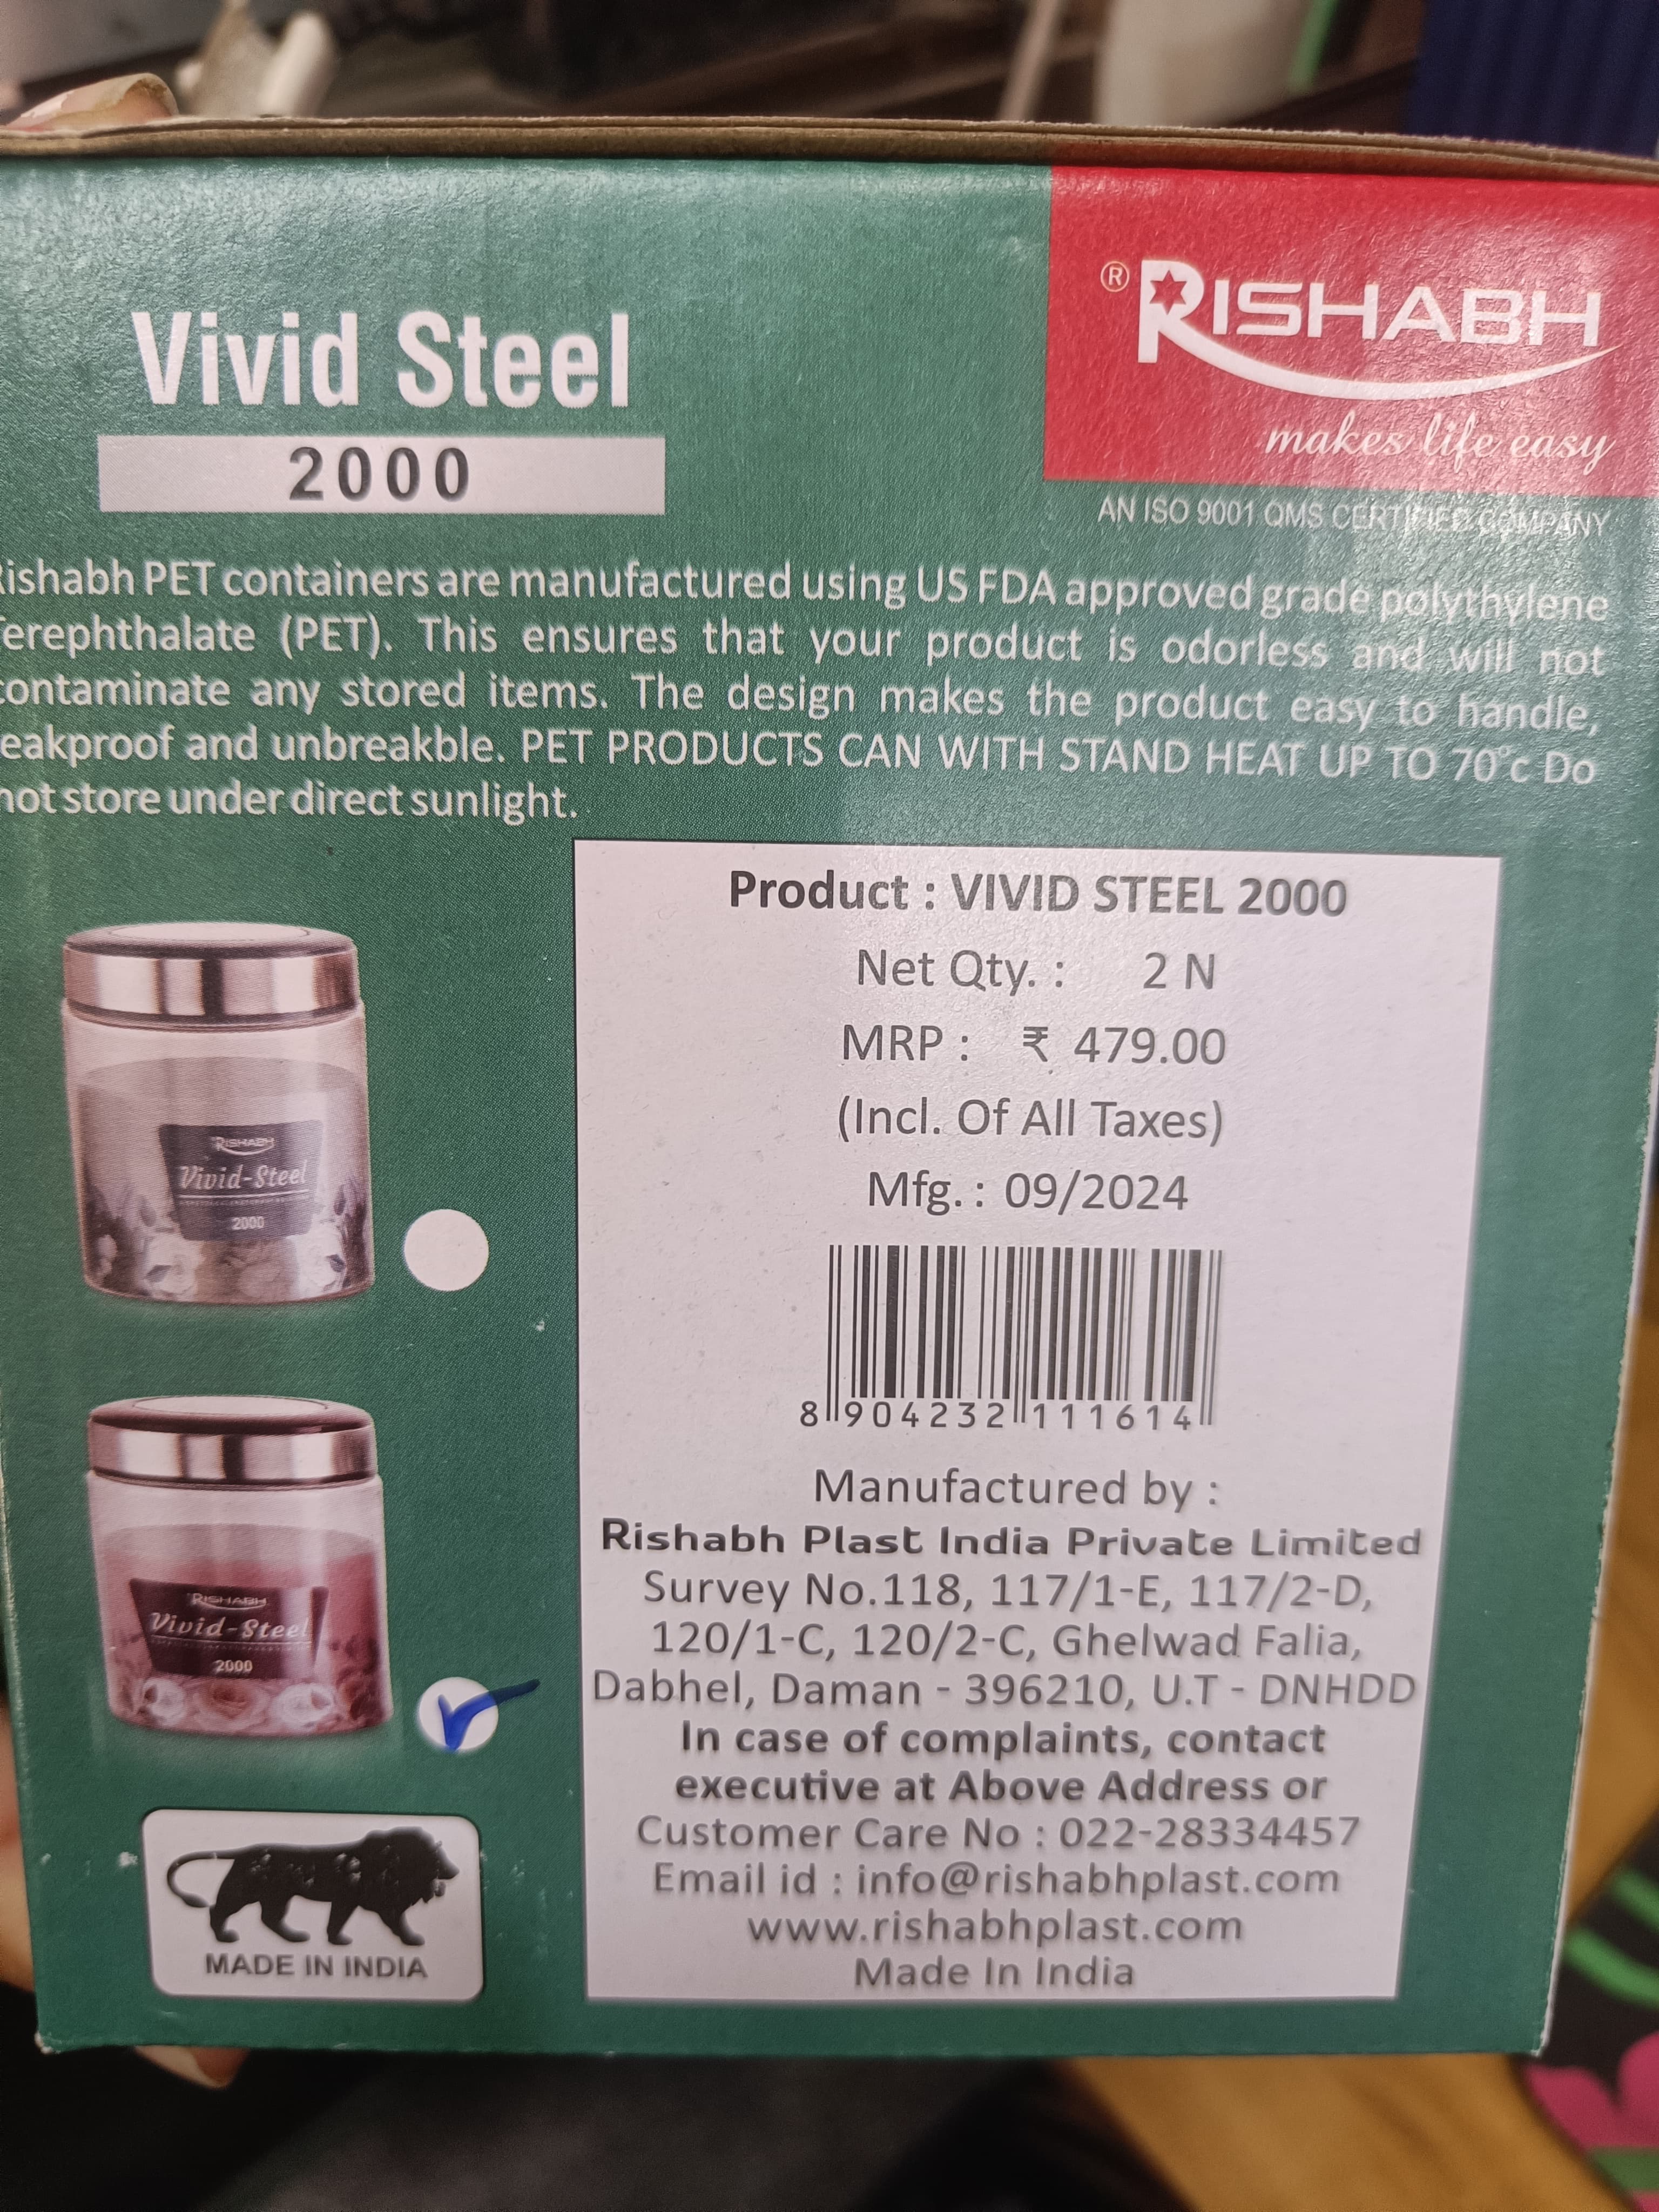 Vivid Steel
2000
® RISHABH
makes life easy
AN ISO 9001 QMS CERTIFIED COMPANY
ishabh PET containers are manufactured using US FDA approved grade polythylene
erephthalate (PET). This ensures that your product is odorless and will not
contaminate any stored items. The design makes the product easy to handle,
eakproof and unbreakble. PET PRODUCTS CAN WITH STAND HEAT UP TO 70°c Do
not store under direct sunlight.
RISHABH
Vivid-Steel
2000
RISHABH
Vivid-Steel
2000
MADE IN INDIA
Product : VIVID STEEL 2000
Net Qty. : 2 N
MRP : ₹ 479.00
(Incl. Of All Taxes)
Mfg. : 09/2024
8 904232 111614
Manufactured by :
Rishabh Plast India Private Limited
Survey No.118, 117/1-E, 117/2-D,
120/1-C, 120/2-C, Ghelwad Falia,
Dabhel, Daman - 396210, U.T - DNHDD
In case of complaints, contact
executive at Above Address or
Customer Care No : 022-28334457
Email id : info@rishabhplast.com
www.rishabhplast.com
Made In India